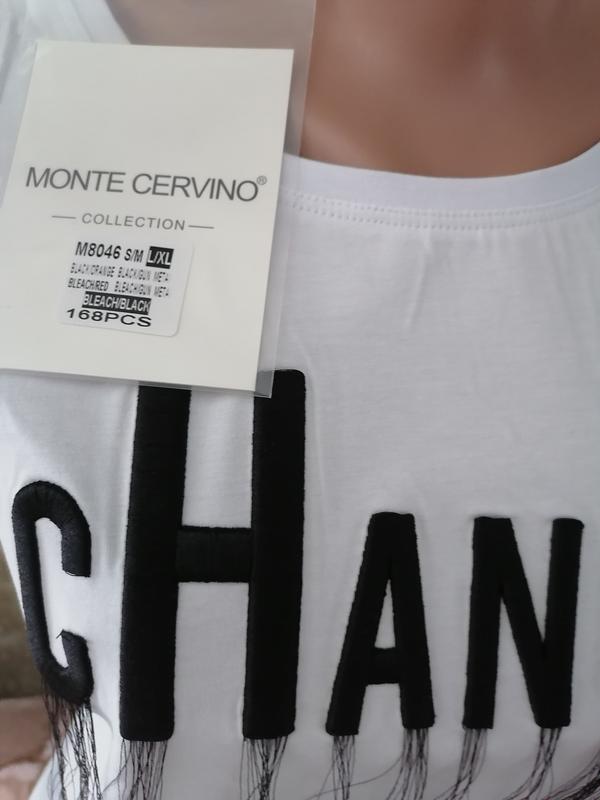 MONTE CERVINO®
COLLECTION
M8046 S/M L/XL
BLACK/ORANGE BLACK/GUN META
BLEACH/RED BLEACH/GUN META
BLEACH/BLACK
168PCS
CHAN